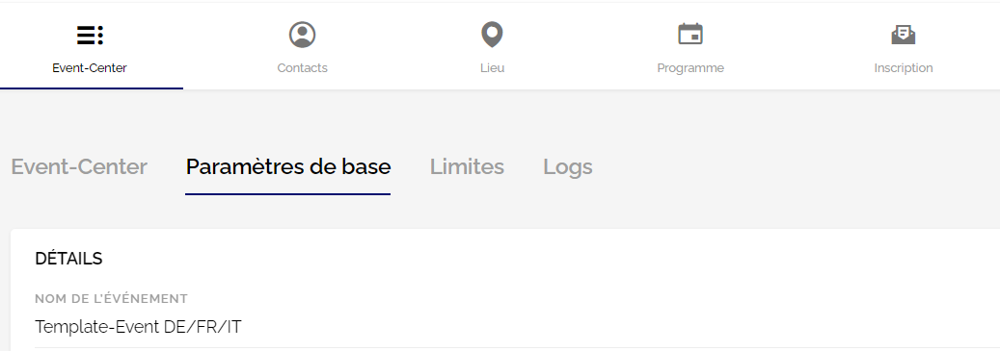 Event-Center
Contacts
Lieu
Programme
Inscription
Event-Center
Paramètres de base
Limites
Logs
DÉTAILS
NOM DE L'ÉVÉNEMENT
Template-Event DE/FR/IT